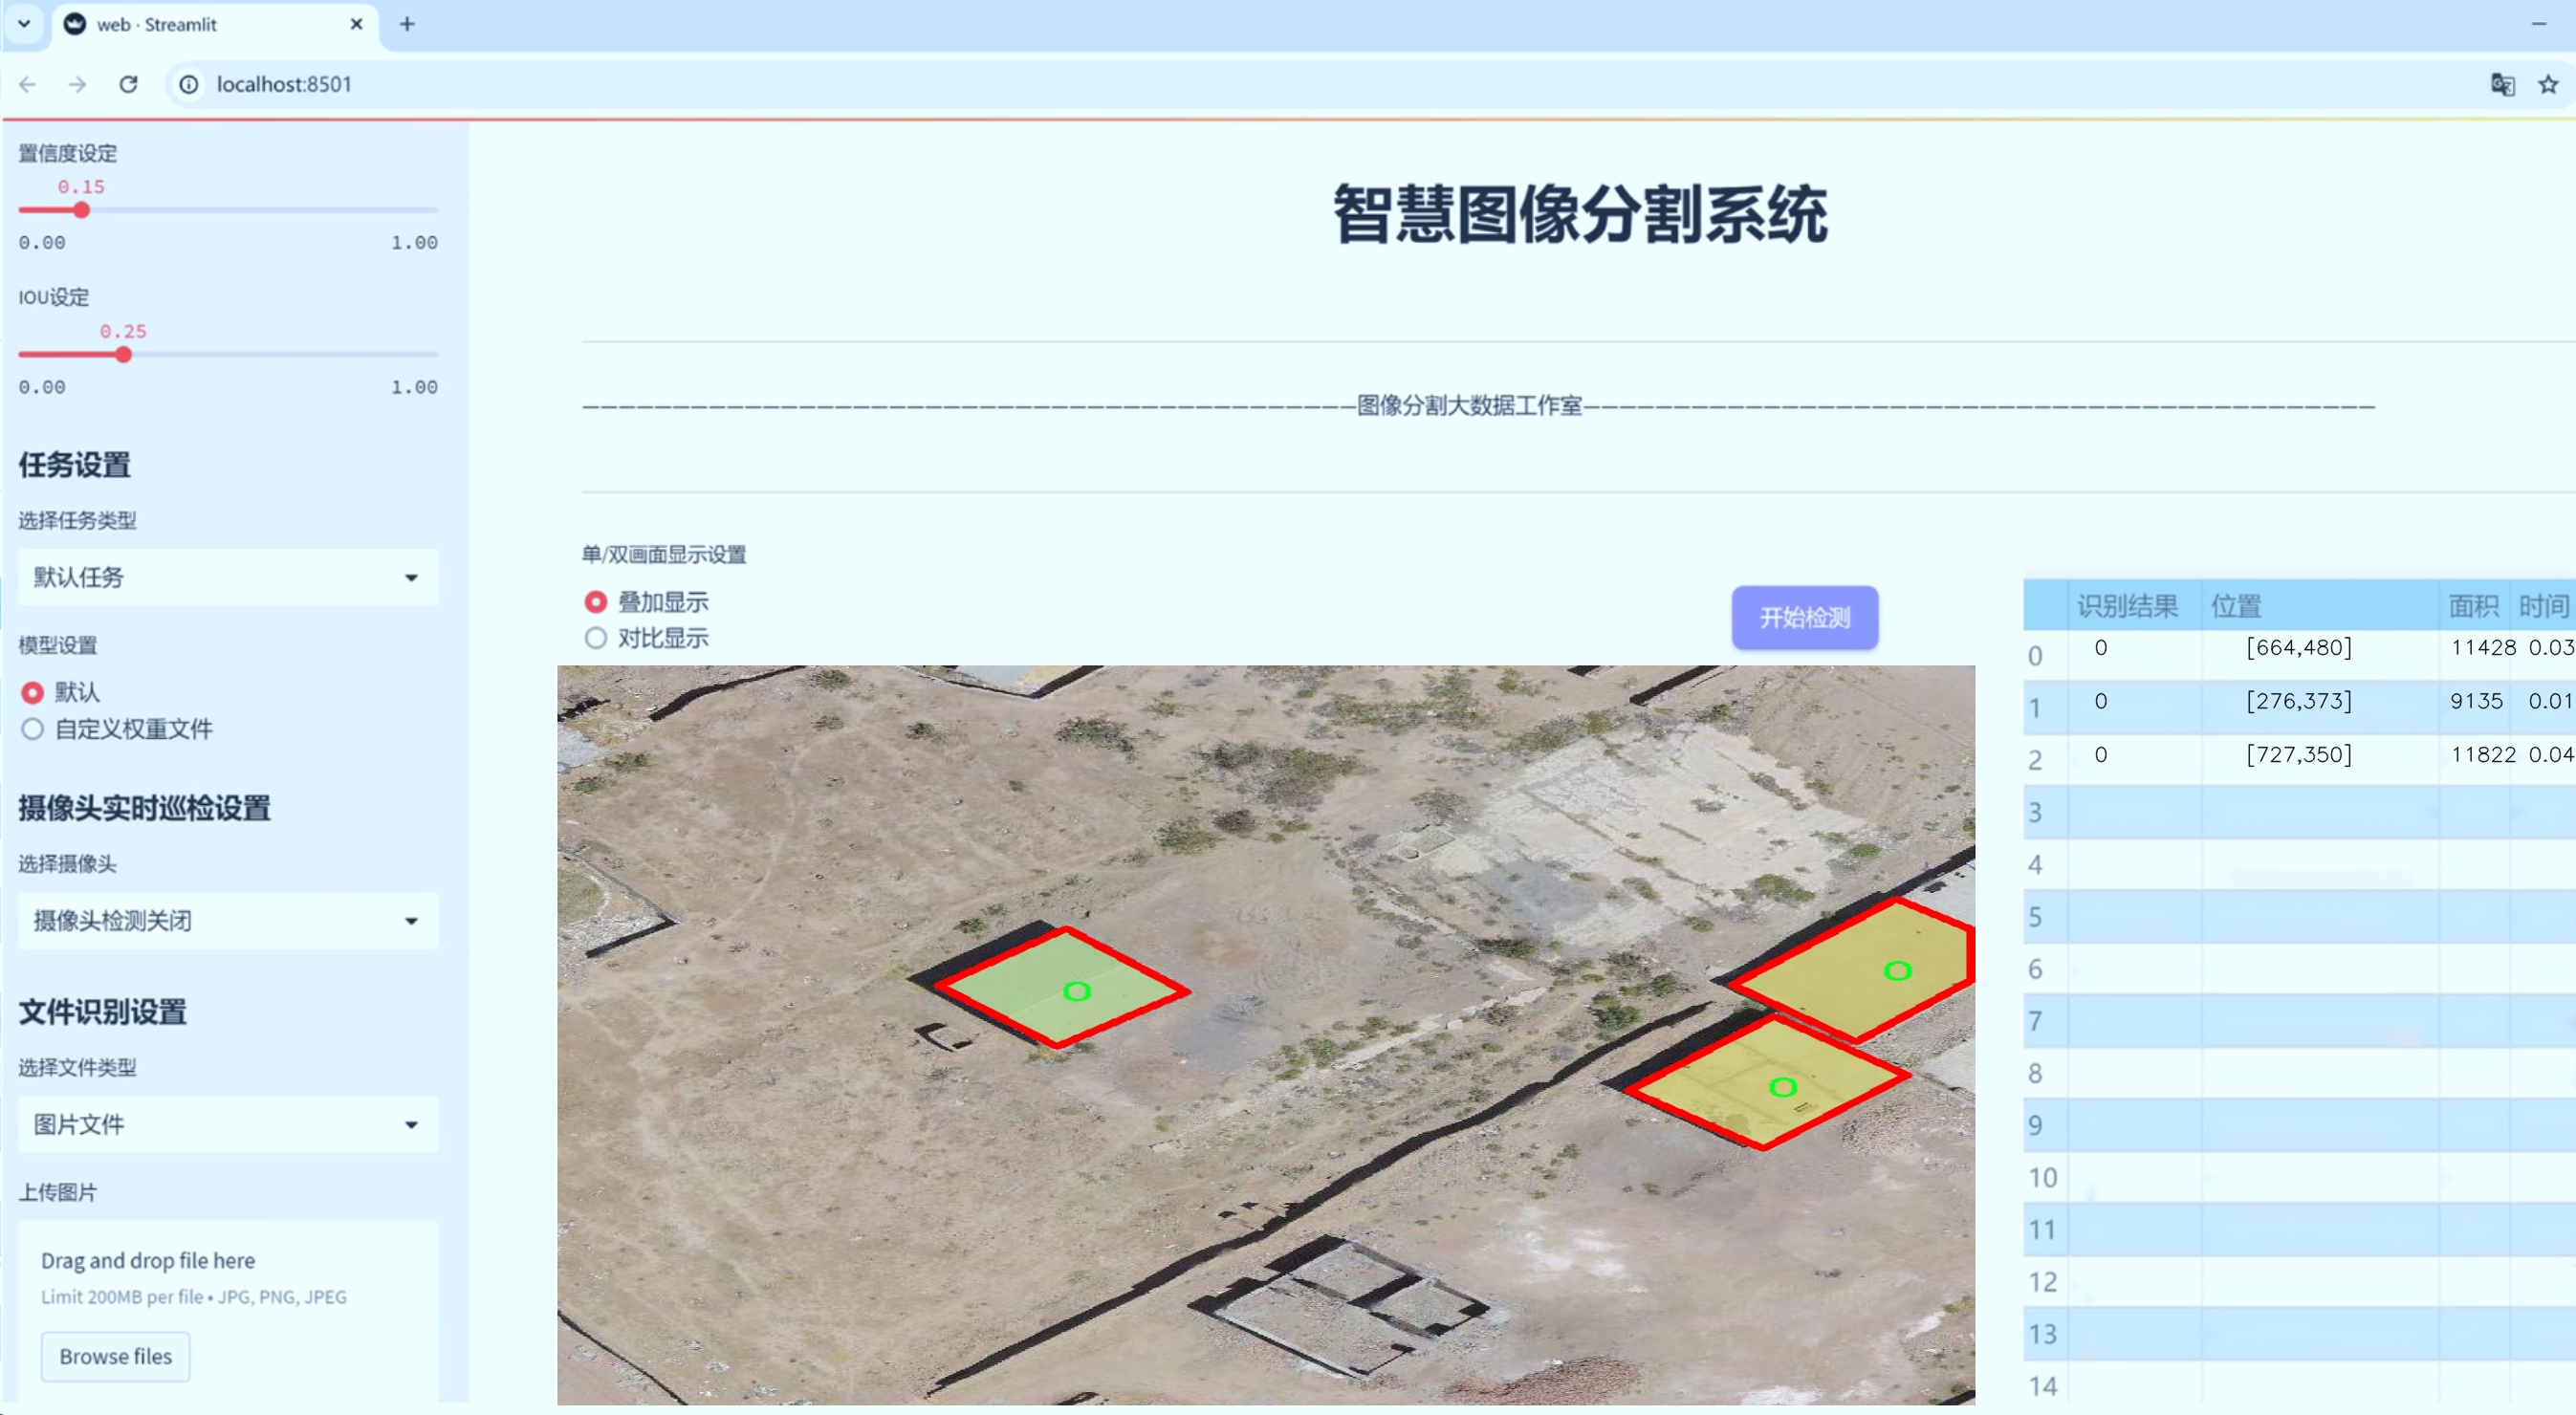 web · Streamlit
localhost:8501
置信度设定
0.15
0.00 1.00
IOU设定
0.25
0.00 1.00
任务设置
选择任务类型
默认任务
模型设置
默认
自定义权重文件
摄像头实时巡检设置
选择摄像头
摄像头检测关闭
文件识别设置
选择文件类型
图片文件
上传图片
Drag and drop file here
Limit 200MB per file • JPG, PNG, JPEG
Browse files
智慧图像分割系统
图像分割大数据工作室
单/双画面显示设置
叠加显示
对比显示
开始检测
识别结果 位置 面积 时间
0 0 [664,480] 11428 0.03
1 0 [276,373] 9135 0.01
2 0 [727,350] 11822 0.04
3
4
5
6
7
8
9
10
11
12
13
14
0
0
0